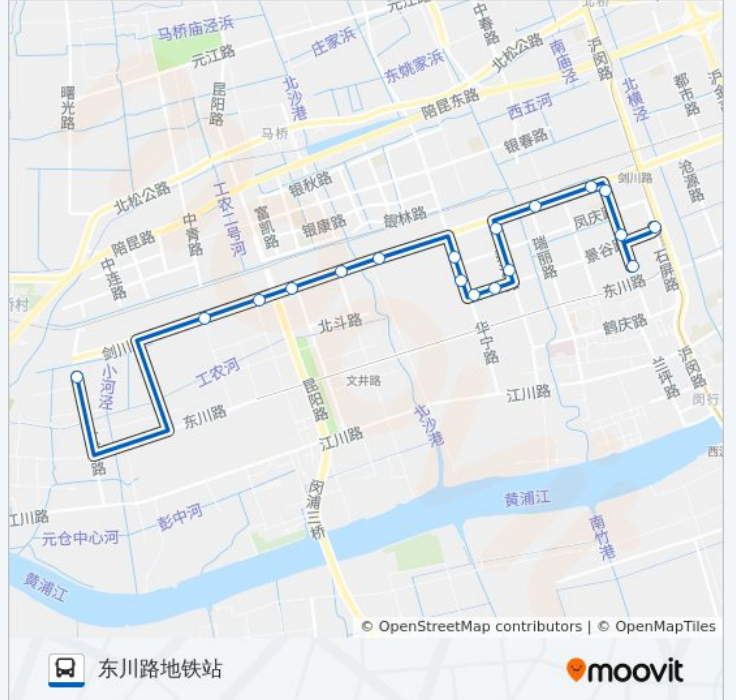 马桥庙泾浜
元江路
庄家浜
元江路
中春路
北松公路
南庙泾
沪闵路
北横泾
都市路
东姚家浜
曙光路
昆阳路
北沙港
陪昆东路
西五河
马桥
银春路
剑川路
沧源路
北松公路
工农二号河
富凯路
银秋路
中青路
银康路
银林路
凤庆
瑞丽路
景谷
石屏路
陪昆路
中连路
东川路
桥村
剑川
北斗路
华宁路
鹤庆路
小河泾
工农河
文井路
昆阳路
兰坪路
沪闵路
江川路
闵行
东川路
北沙港
江川路
路
闵浦三桥
黄浦江
江川路
彭中河
元仓中心河
南竹港
黄浦江
© OpenStreetMap contributors | © OpenMapTiles
东川路地铁站
moovit